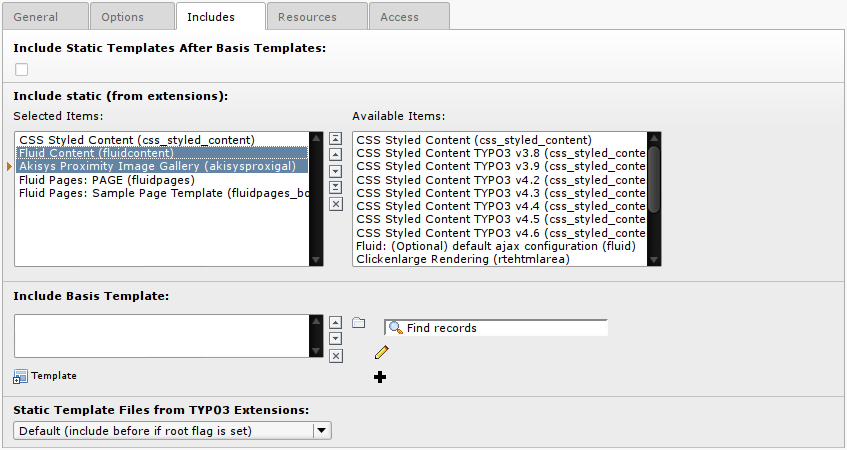 General Options Includes Resources Access
Include Static Templates After Basis Templates:
Include static (from extensions):
Selected Items: Available Items:
CSS Styled Content (css_styled_content)
Fluid Content (fluidcontent)
Akisys Proximity Image Gallery (akisysproxigal)
Fluid Pages: PAGE (fluidpages)
Fluid Pages: Sample Page Template (fluidpages_bo
CSS Styled Content (css_styled_content)
CSS Styled Content TYPO3 v3.8 (css_styled_conte
CSS Styled Content TYPO3 v3.9 (css_styled_conte
CSS Styled Content TYPO3 v4.2 (css_styled_conte
CSS Styled Content TYPO3 v4.3 (css_styled_conte
CSS Styled Content TYPO3 v4.4 (css_styled_conte
CSS Styled Content TYPO3 v4.5 (css_styled_conte
CSS Styled Content TYPO3 v4.6 (css_styled_conte
Fluid: (Optional) default ajax configuration (fluid)
Clickenlarge Rendering (rtehtmlarea)
Include Basis Template:
Find records
Template
Static Template Files from TYPO3 Extensions:
Default (include before if root flag is set)